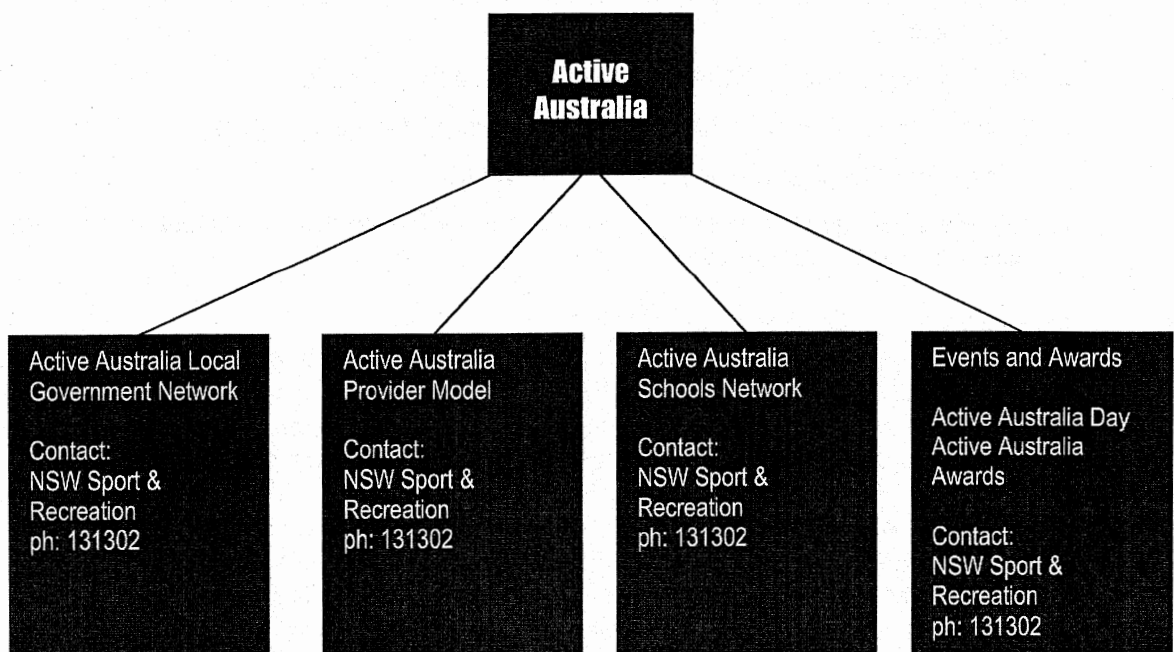 Active
Australia
Active Australia Local
Government Network
Contact:
NSW Sport &
Recreation
ph: 131302
Active Australia
Provider Model
Contact:
NSW Sport &
Recreation
ph: 131302
Active Australia
Schools Network
Contact:
NSW Sport &
Recreation
ph: 131302
Events and Awards
Active Australia Day
Active Australia
Awards
Contact:
NSW Sport &
Recreation
ph: 131302